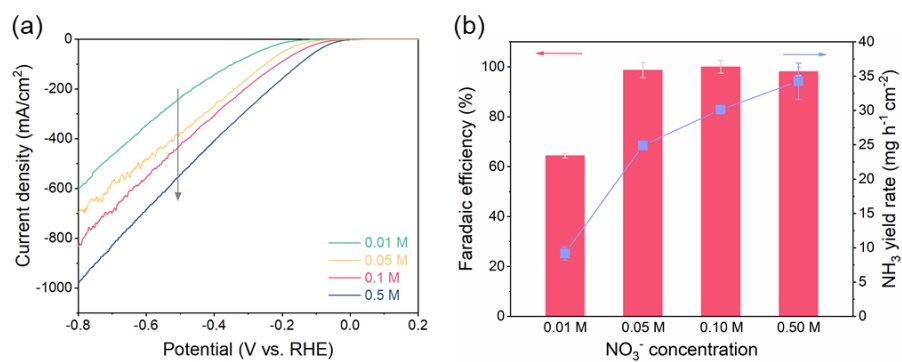 (a)
0
-200
-400
-600
-800
-1000
Current density (mA/cm²)
-0.8
-0.6
-0.4
-0.2
0.0
0.2
Potential (V vs. RHE)
0.01 M
0.05 M
0.1 M
0.5 M
(b)
100
80
60
40
20
0
Faradaic efficiency (%)
40
35
30
25
20
15
10
5
0
NH₃ yield rate (mg h⁻¹ cm⁻²)
0.01 M
0.05 M
0.10 M
0.50 M
NO₃⁻ concentration